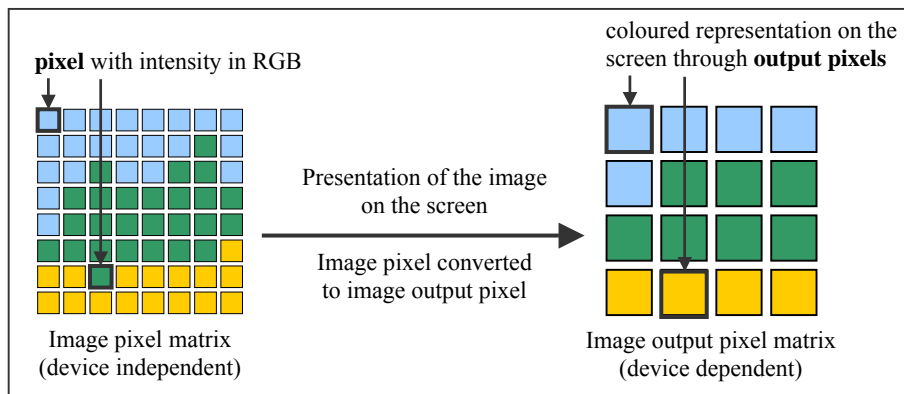 pixel with intensity in RGB
coloured representation on the
screen through output pixels
Presentation of the image
on the screen
Image pixel converted
to image output pixel
Image pixel matrix
(device independent)
Image output pixel matrix
(device dependent)